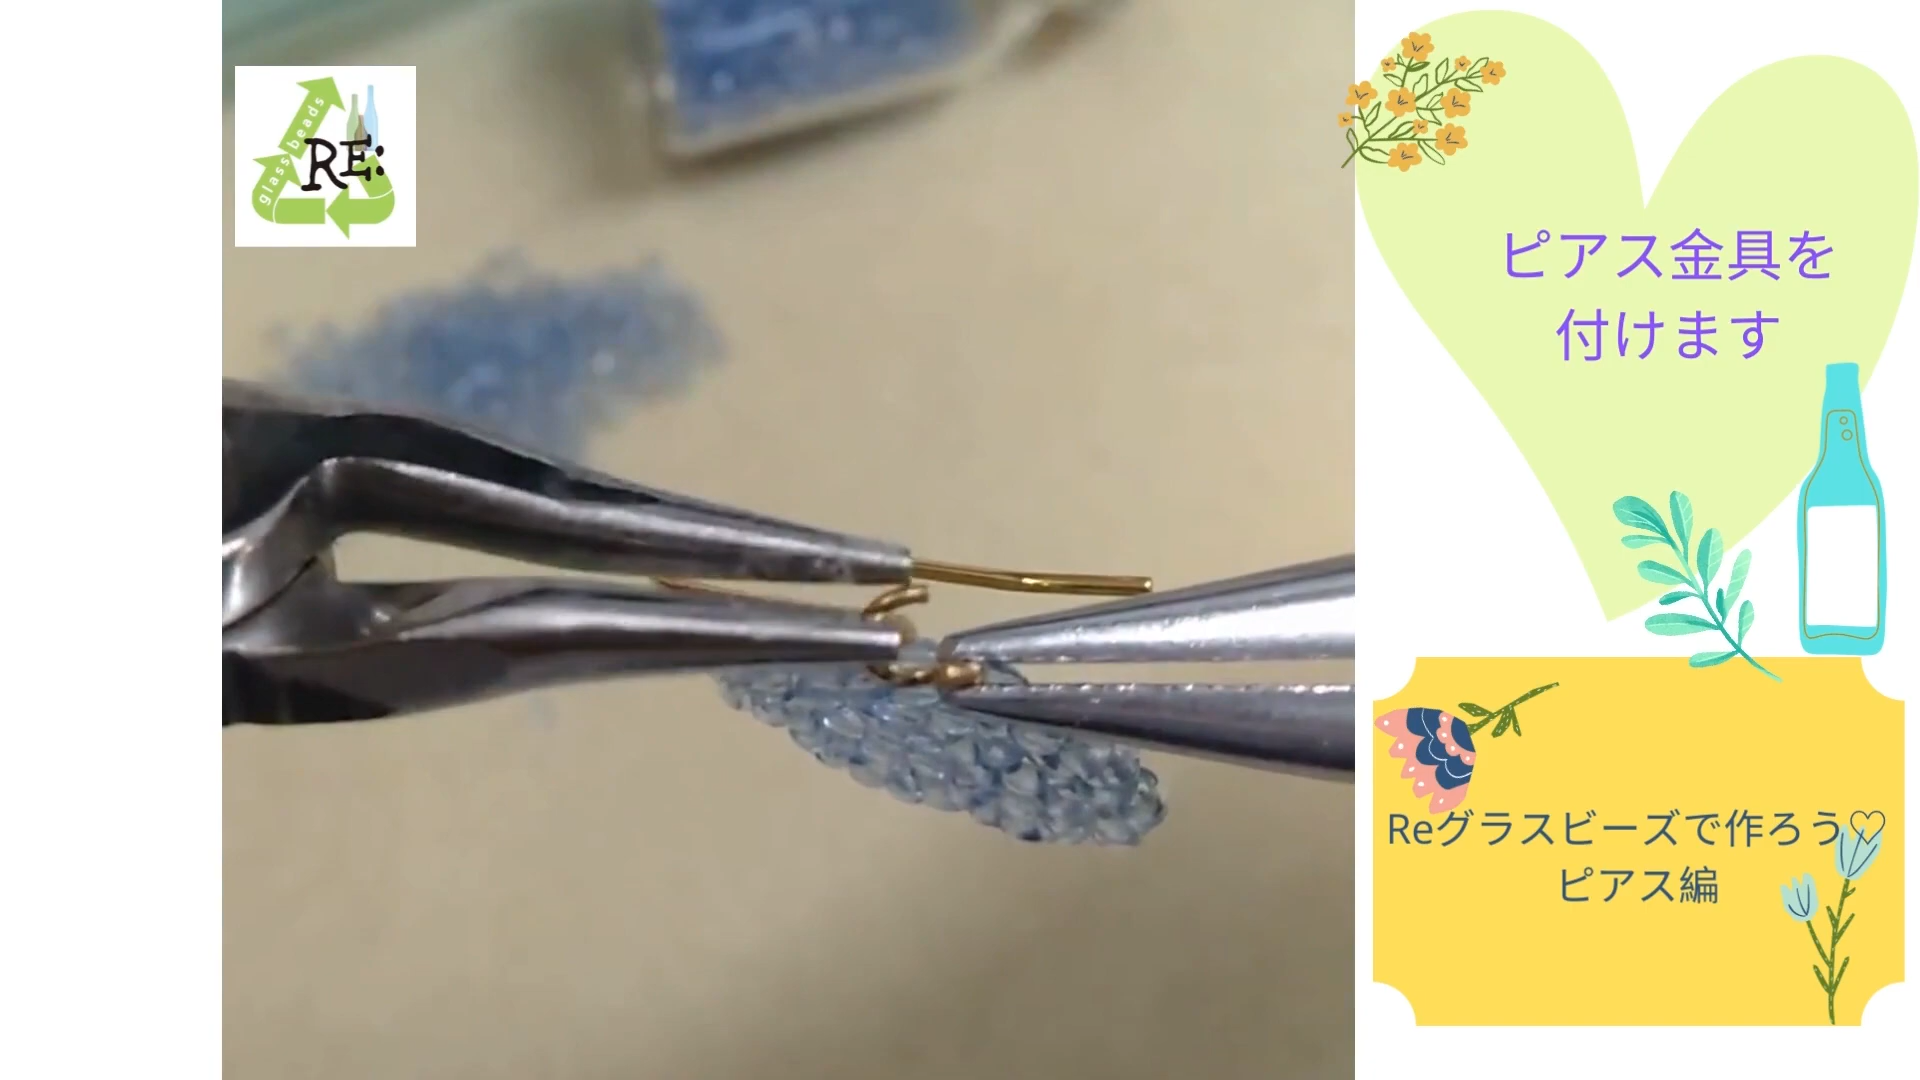 glass beads
RE:
ピアス金具を
付けます
Reグラスビーズで作ろう♡
ピアス編